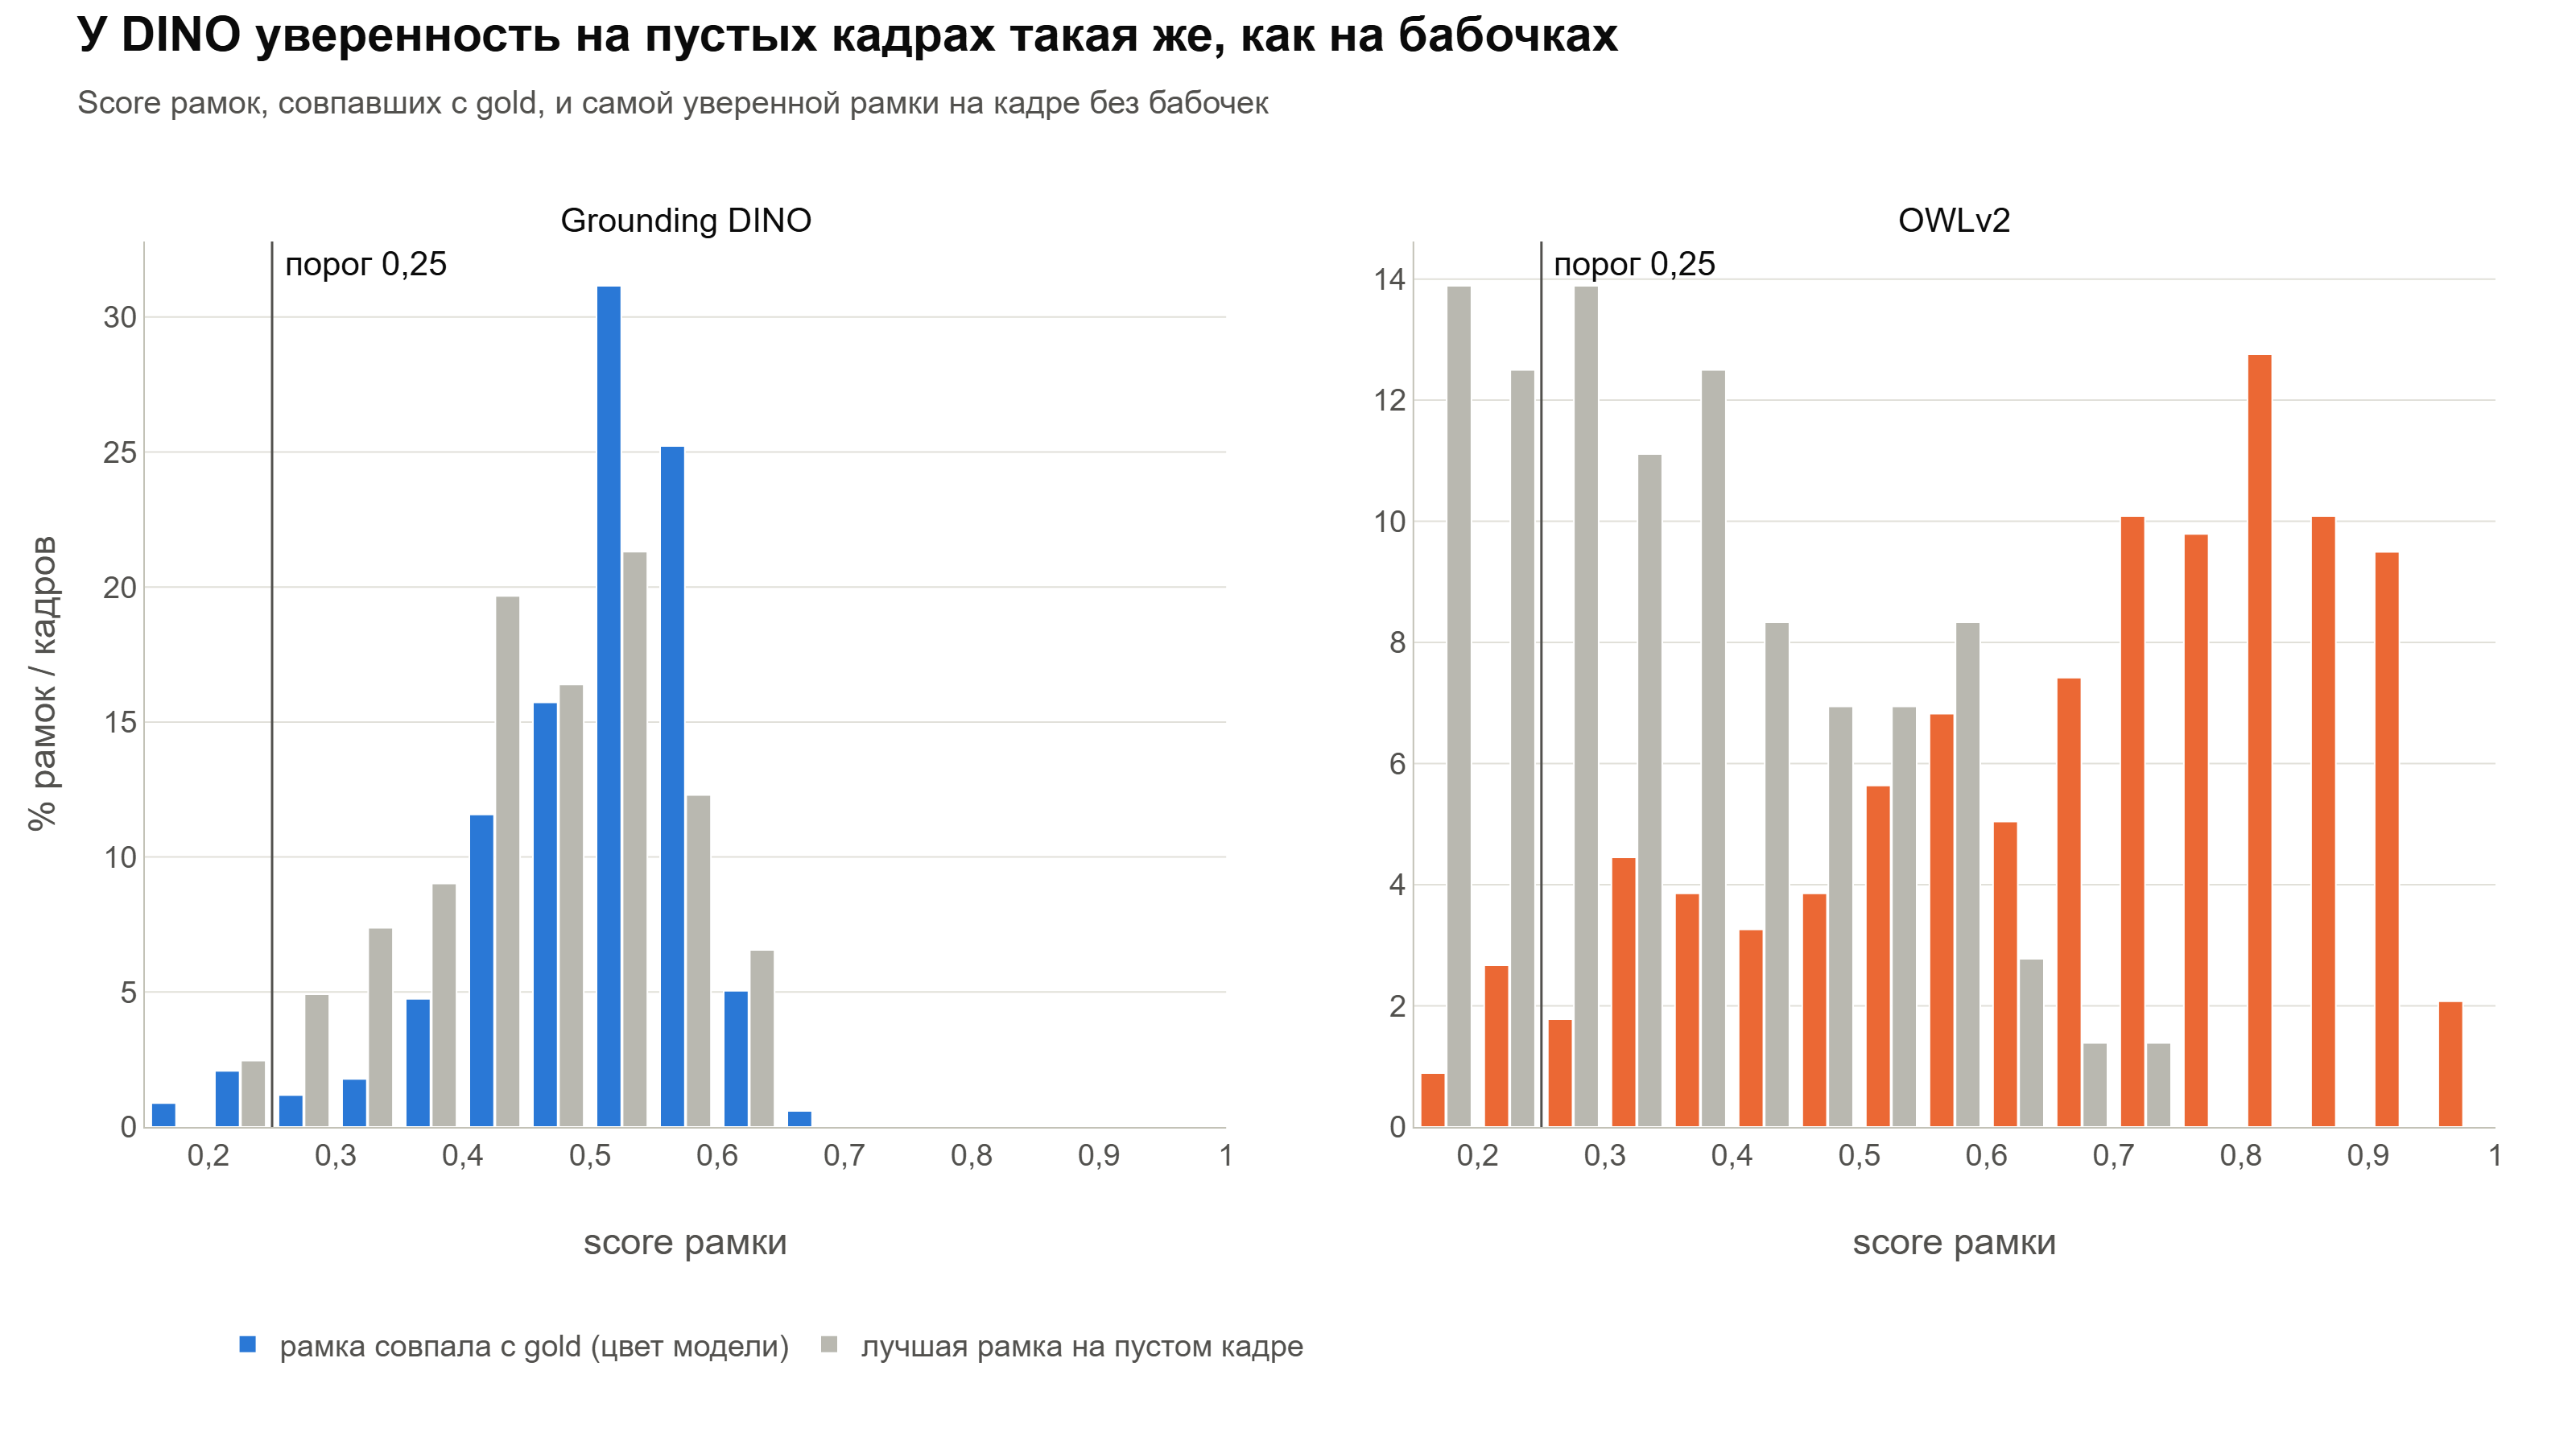 У DINO уверенность на пустых кадрах такая же, как на бабочках
Score рамок, совпавших с gold, и самой уверенной рамки на кадре без бабочек
Grounding DINO
порог 0,25
% рамок / кадров
30
25
20
15
10
5
0
0,2 0,3 0,4 0,5 0,6 0,7 0,8 0,9 1
score рамки
OWLv2
порог 0,25
14
12
10
8
6
4
2
0
0,2 0,3 0,4 0,5 0,6 0,7 0,8 0,9 1
score рамки
рамка совпала с gold (цвет модели) лучшая рамка на пустом кадре